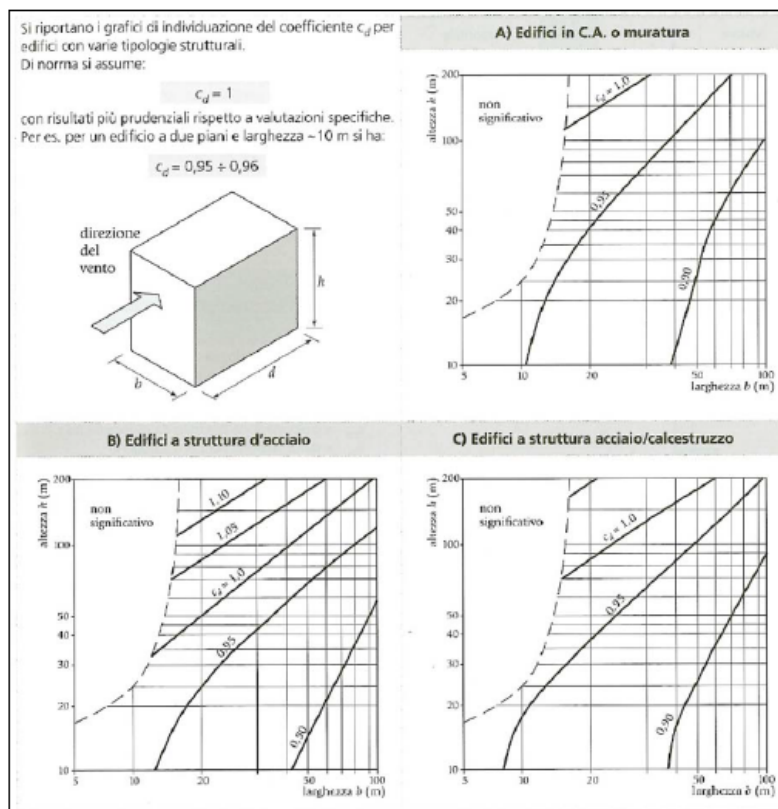 Si riportano i grafici di individuazione del coefficiente c_d per
edifici con varie tipologie strutturali.
Di norma si assume:
c_d = 1
con risultati più prudenziali rispetto a valutazioni specifiche.
Per es. per un edificio a due piani e larghezza ~10 m si ha:
c_d = 0,95 ÷ 0,96
direzione
del
vento
h
b
d
A) Edifici in C.A. o muratura
altezza h (m)
200
100
50
40
30
20
10
non
significativo
c_d = 1,0
0,95
0,90
5
10
20
50
100
larghezza b (m)
B) Edifici a struttura d'acciaio
altezza h (m)
200
100
50
40
30
20
10
non
significativo
1,10
1,05
c_d = 1,0
0,95
0,90
5
10
20
50
100
larghezza b (m)
C) Edifici a struttura acciaio/calcestruzzo
altezza h (m)
200
100
50
40
30
20
10
non
significativo
c_d = 1,0
0,95
0,90
5
10
20
50
100
larghezza b (m)